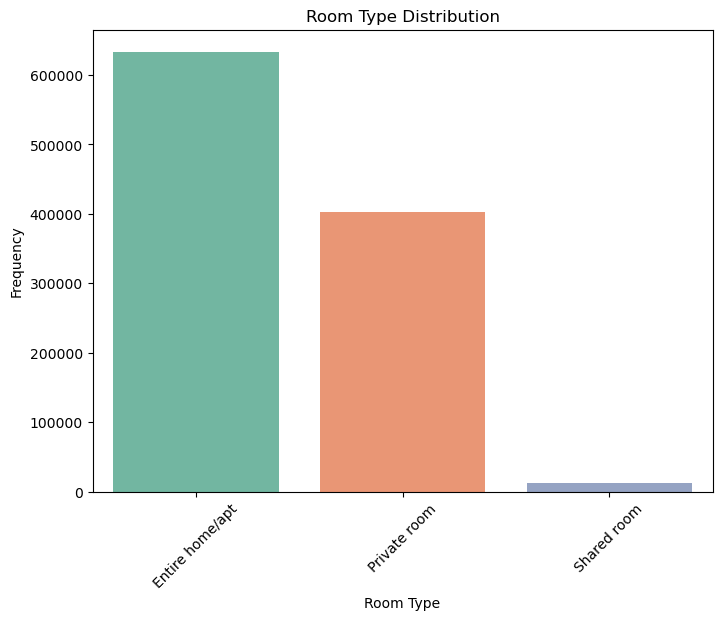 Room Type Distribution
Frequency
600000
500000
400000
300000
200000
100000
0
Entire home/apt
Private room
Shared room
Room Type